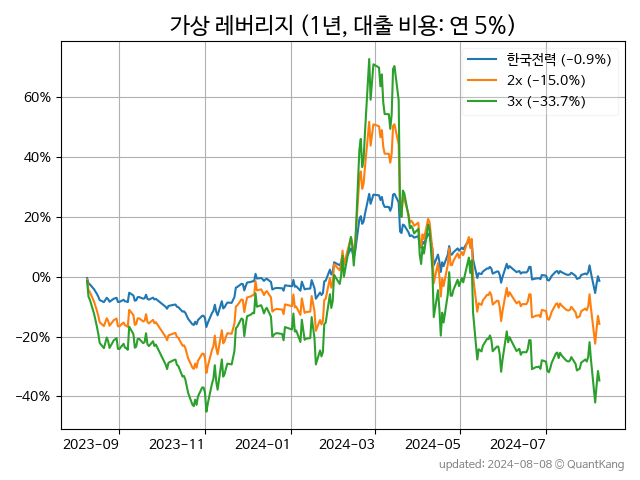 가상 레버리지 (1년, 대출 비용: 연 5%)
한국전력 (−0.9%)
2x (−15.0%)
3x (−33.7%)
60%
40%
20%
0%
−20%
−40%
2023-09 2023-11 2024-01 2024-03 2024-05 2024-07
updated: 2024-08-08 © QuantKang